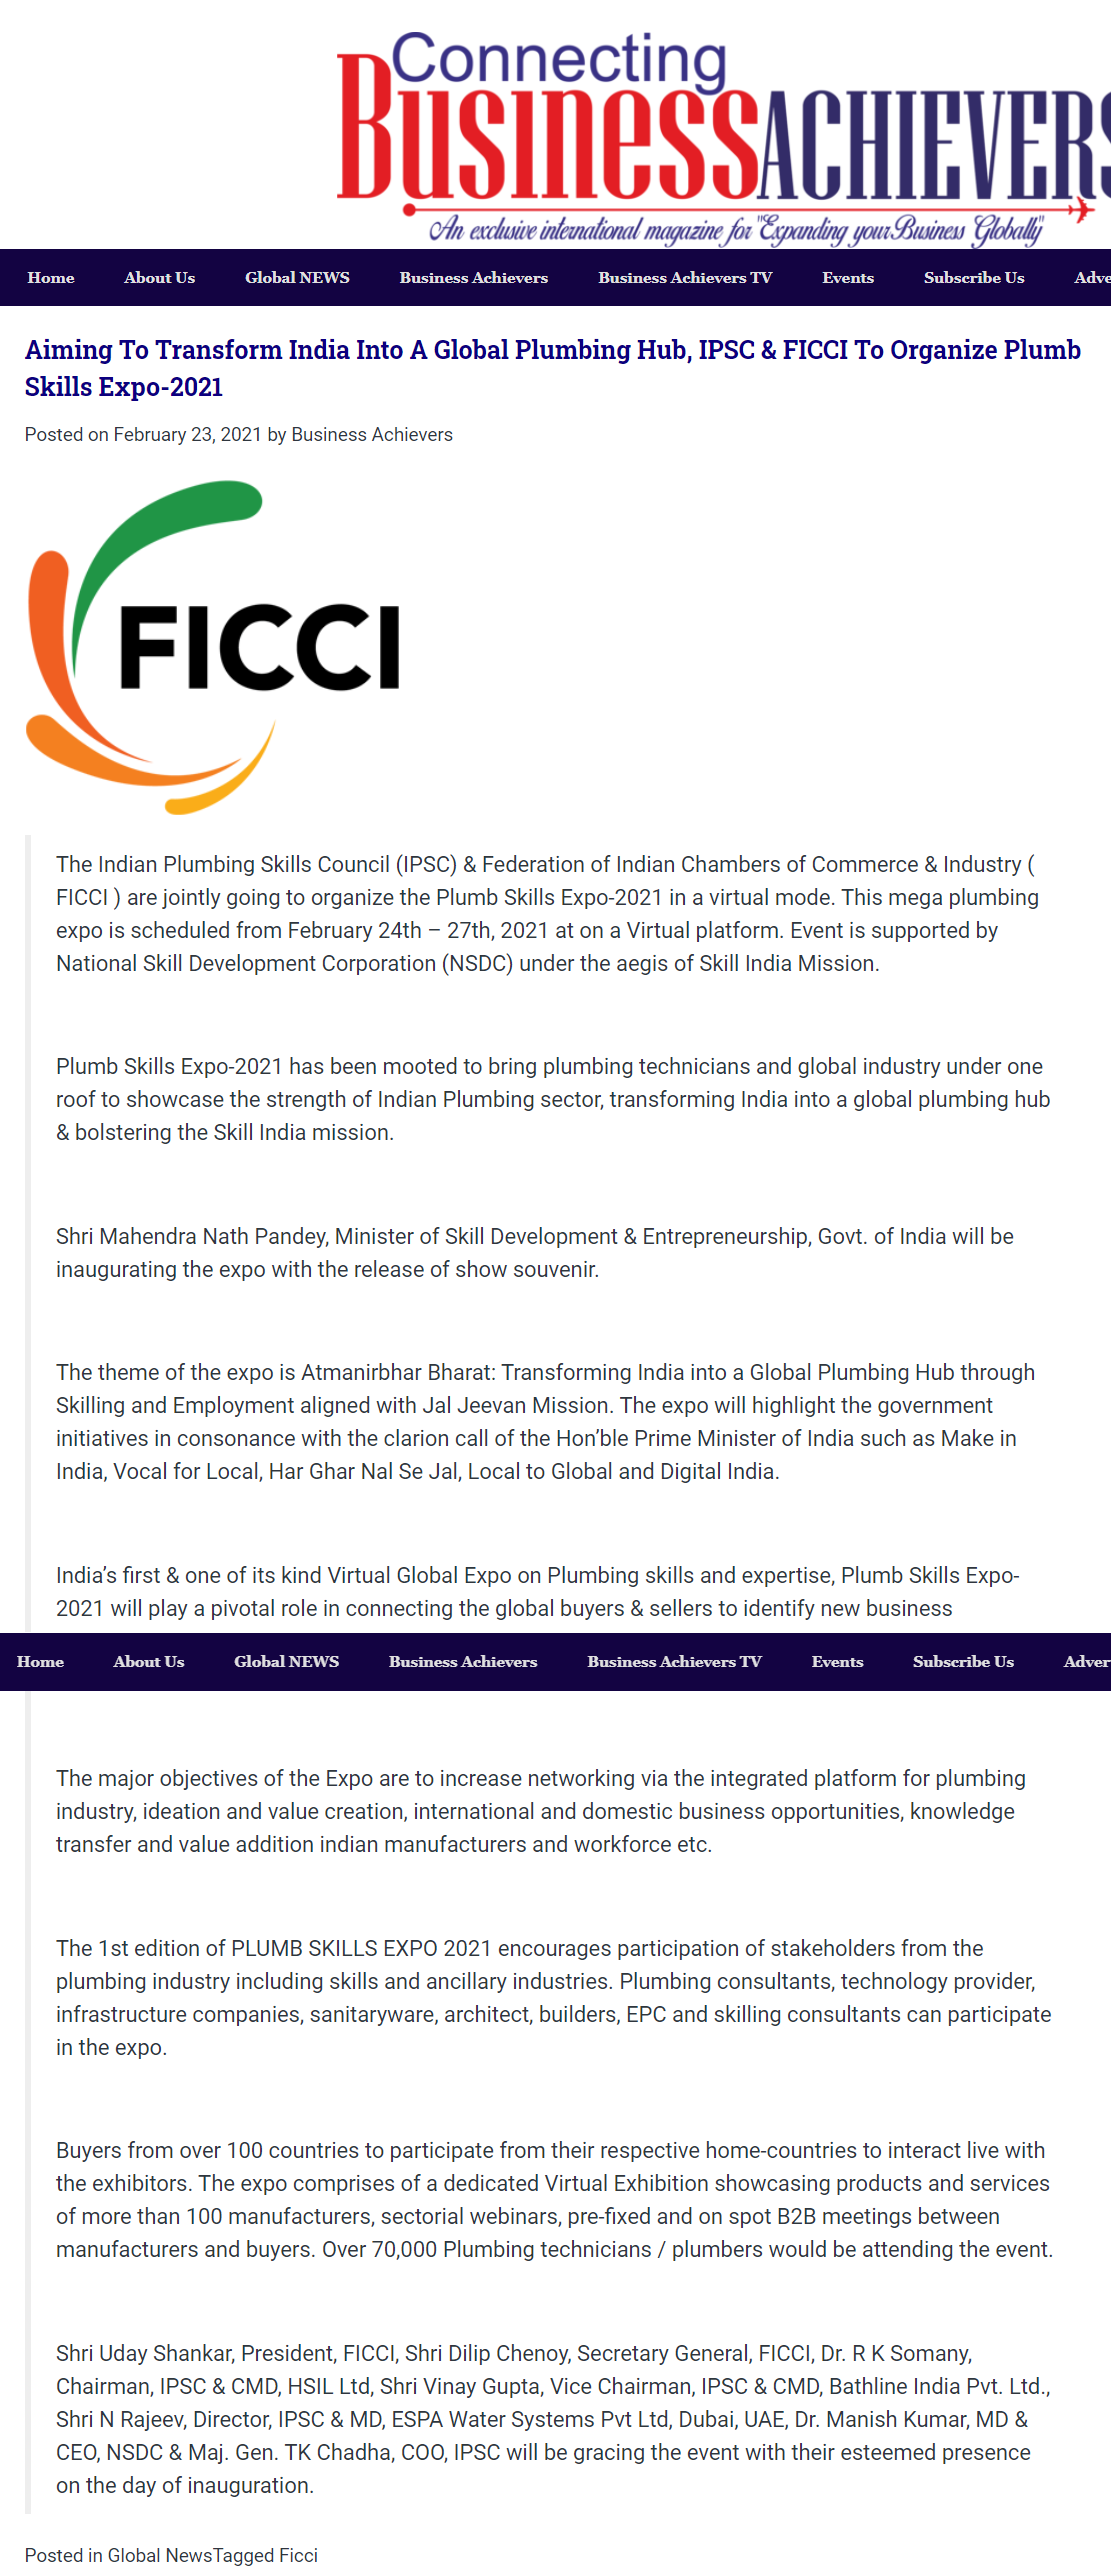 Connecting
BusinessACHIEVERS
An exclusive international magazine for "Expanding your Business Globally"
Home About Us Global NEWS Business Achievers Business Achievers TV Events Subscribe Us Adve
Aiming To Transform India Into A Global Plumbing Hub, IPSC & FICCI To Organize Plumb
Skills Expo-2021
Posted on February 23, 2021 by Business Achievers
FICCI
The Indian Plumbing Skills Council (IPSC) & Federation of Indian Chambers of Commerce & Industry (
FICCI ) are jointly going to organize the Plumb Skills Expo-2021 in a virtual mode. This mega plumbing
expo is scheduled from February 24th – 27th, 2021 at on a Virtual platform. Event is supported by
National Skill Development Corporation (NSDC) under the aegis of Skill India Mission.
Plumb Skills Expo-2021 has been mooted to bring plumbing technicians and global industry under one
roof to showcase the strength of Indian Plumbing sector, transforming India into a global plumbing hub
& bolstering the Skill India mission.
Shri Mahendra Nath Pandey, Minister of Skill Development & Entrepreneurship, Govt. of India will be
inaugurating the expo with the release of show souvenir.
The theme of the expo is Atmanirbhar Bharat: Transforming India into a Global Plumbing Hub through
Skilling and Employment aligned with Jal Jeevan Mission. The expo will highlight the government
initiatives in consonance with the clarion call of the Hon’ble Prime Minister of India such as Make in
India, Vocal for Local, Har Ghar Nal Se Jal, Local to Global and Digital India.
India’s first & one of its kind Virtual Global Expo on Plumbing skills and expertise, Plumb Skills Expo-
2021 will play a pivotal role in connecting the global buyers & sellers to identify new business
Home About Us Global NEWS Business Achievers Business Achievers TV Events Subscribe Us Adver
The major objectives of the Expo are to increase networking via the integrated platform for plumbing
industry, ideation and value creation, international and domestic business opportunities, knowledge
transfer and value addition indian manufacturers and workforce etc.
The 1st edition of PLUMB SKILLS EXPO 2021 encourages participation of stakeholders from the
plumbing industry including skills and ancillary industries. Plumbing consultants, technology provider,
infrastructure companies, sanitaryware, architect, builders, EPC and skilling consultants can participate
in the expo.
Buyers from over 100 countries to participate from their respective home-countries to interact live with
the exhibitors. The expo comprises of a dedicated Virtual Exhibition showcasing products and services
of more than 100 manufacturers, sectorial webinars, pre-fixed and on spot B2B meetings between
manufacturers and buyers. Over 70,000 Plumbing technicians / plumbers would be attending the event.
Shri Uday Shankar, President, FICCI, Shri Dilip Chenoy, Secretary General, FICCI, Dr. R K Somany,
Chairman, IPSC & CMD, HSIL Ltd, Shri Vinay Gupta, Vice Chairman, IPSC & CMD, Bathline India Pvt. Ltd.,
Shri N Rajeev, Director, IPSC & MD, ESPA Water Systems Pvt Ltd, Dubai, UAE, Dr. Manish Kumar, MD &
CEO, NSDC & Maj. Gen. TK Chadha, COO, IPSC will be gracing the event with their esteemed presence
on the day of inauguration.
Posted in Global NewsTagged Ficci